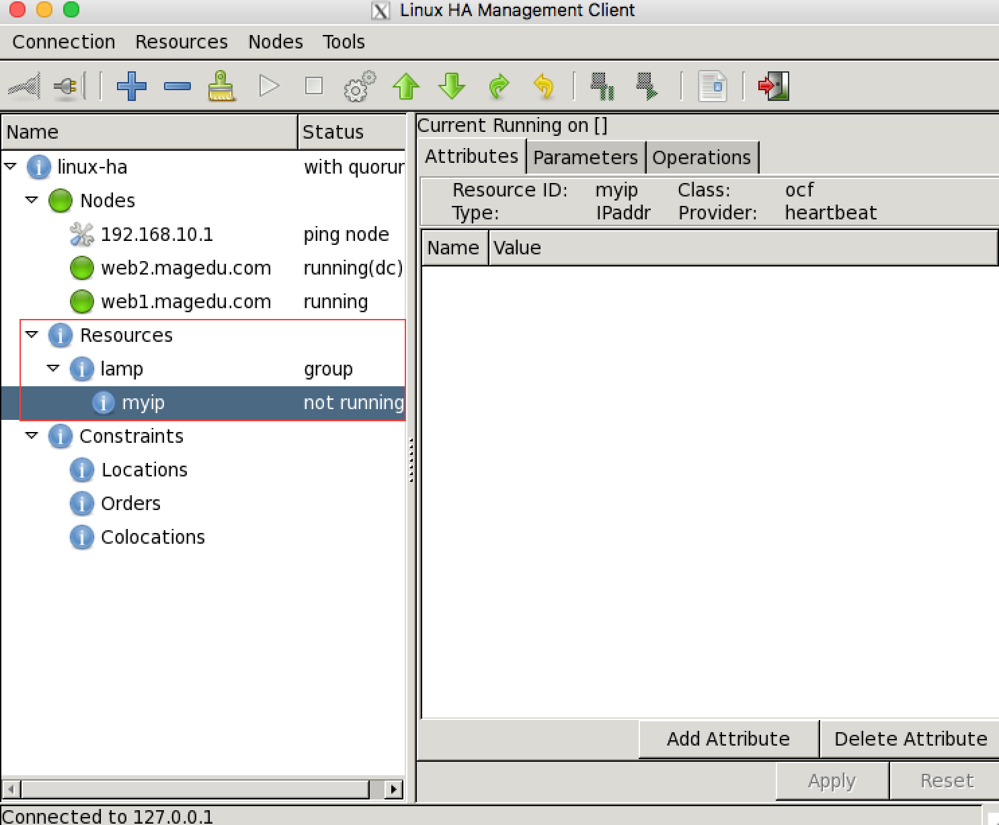 Linux HA Management Client
Connection Resources Nodes Tools
Name Status
linux-ha with quorur
Nodes
192.168.10.1 ping node
web2.magedu.com running(dc)
web1.magedu.com running
Resources
lamp group
myip not running
Constraints
Locations
Orders
Colocations
Current Running on []
Attributes Parameters Operations
Resource ID: myip Class: ocf
Type: IPaddr Provider: heartbeat
Name Value
Add Attribute Delete Attribute
Apply Reset
Connected to 127.0.0.1